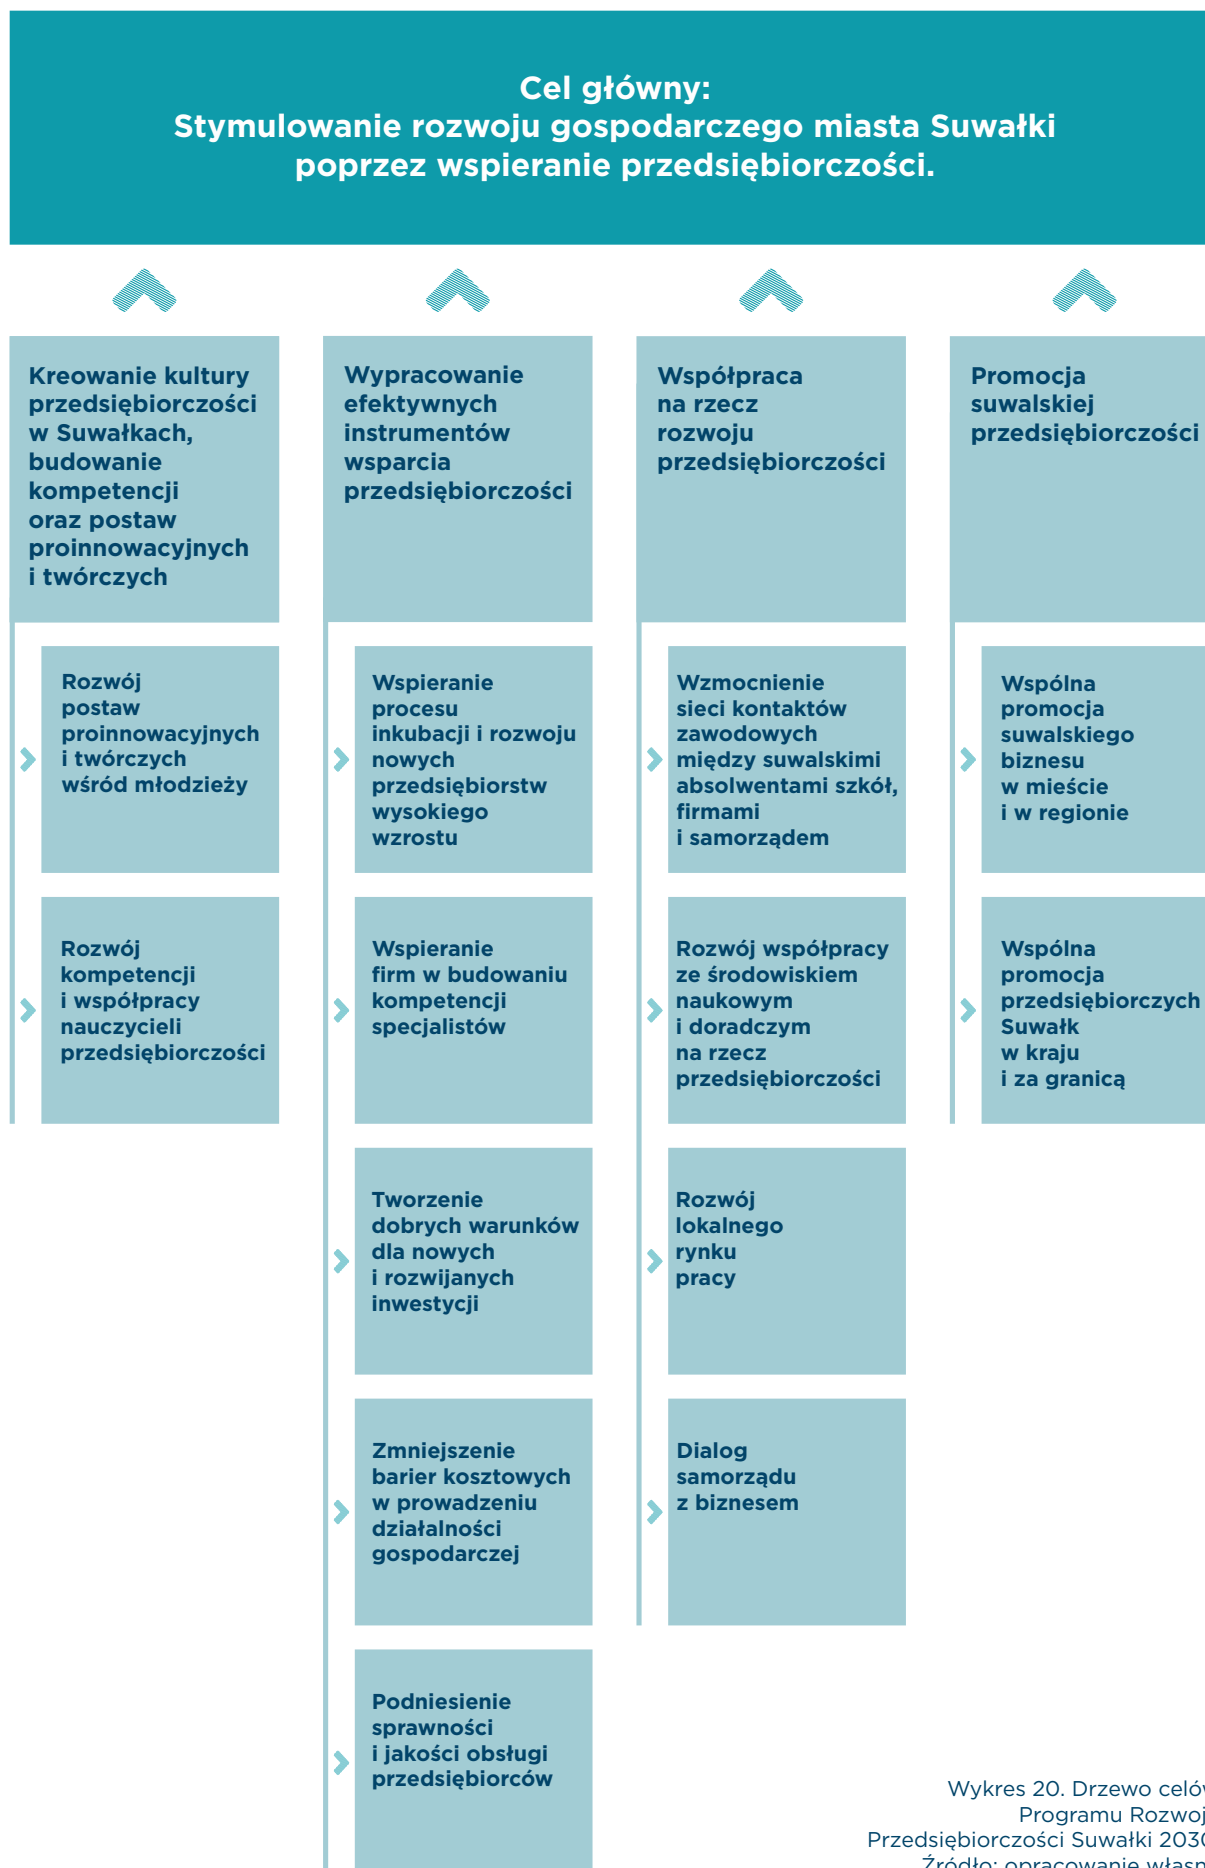 Cel główny:
Stymulowanie rozwoju gospodarczego miasta Suwałki
poprzez wspieranie przedsiębiorczości.
Kreowanie kultury
przedsiębiorczości
w Suwałkach,
budowanie
kompetencji
oraz postaw
proinnowacyjnych
i twórczych
Rozwój
postaw
proinnowacyjnych
i twórczych
wśród młodzieży
Rozwój
kompetencji
i współpracy
nauczycieli
przedsiębiorczości
Wypracowanie
efektywnych
instrumentów
wsparcia
przedsiębiorczości
Wspieranie
procesu
inkubacji i rozwoju
nowych
przedsiębiorstw
wysokiego
wzrostu
Wspieranie
firm w budowaniu
kompetencji
specjalistów
Tworzenie
dobrych warunków
dla nowych
i rozwijanych
inwestycji
Zmniejszenie
barier kosztowych
w prowadzeniu
działalności
gospodarczej
Podniesienie
sprawności
i jakości obsługi
przedsiębiorców
Współpraca
na rzecz
rozwoju
przedsiębiorczości
Wzmocnienie
sieci kontaktów
zawodowych
między suwalskimi
absolwentami szkół,
firmami
i samorządem
Rozwój współpracy
ze środowiskiem
naukowym
i doradczym
na rzecz
przedsiębiorczości
Rozwój
lokalnego
rynku
pracy
Dialog
samorządu
z biznesem
Promocja
suwalskiej
przedsiębiorczości
Wspólna
promocja
suwalskiego
biznesu
w mieście
i w regionie
Wspólna
promocja
przedsiębiorczych
Suwałk
w kraju
i za granicą
Wykres 20. Drzewo celów
Programu Rozwoj
Przedsiębiorczości Suwałki 2030
Źródło: opracowanie własn